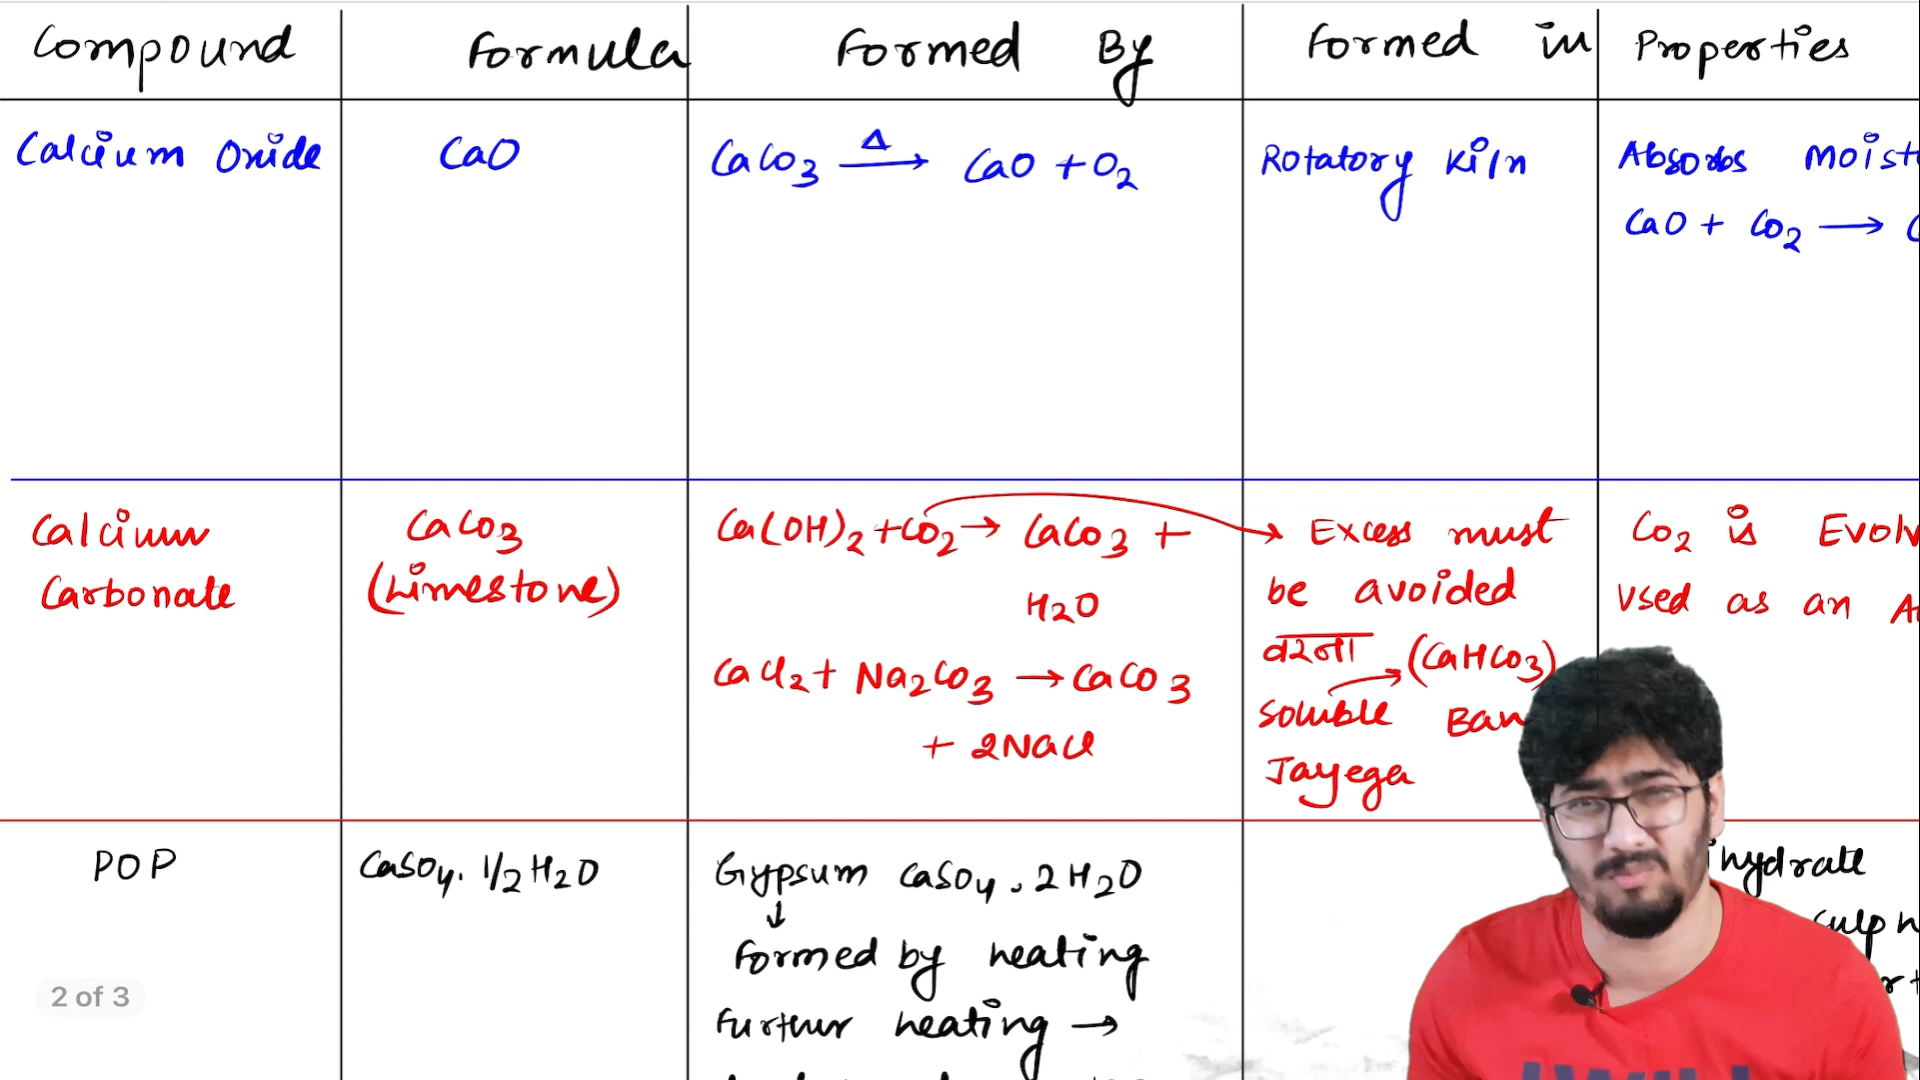 Compound Formula Formed By Formed in Properties
Calcium Oxide CaO CaCO3 Δ→ CaO + O2 Rotatory Kiln Absorbs Moist
CaO + CO2 →
Calcium
Carbonate
CaCO3
(Limestone)
Ca(OH)2 + CO2 → CaCO3 +
H2O
CaCl2 + Na2CO3 → CaCO3
+ 2NaCl
→ Excess must
be avoided
वरना (CaHCO3)
soluble Ban
Jayega
CO2 is Evolv
Used as an A
POP CaSO4. 1/2 H2O Gypsum CaSO4 . 2H2O
↓
Formed by heating
Further heating →
ihydrate
sulph
2 of 3